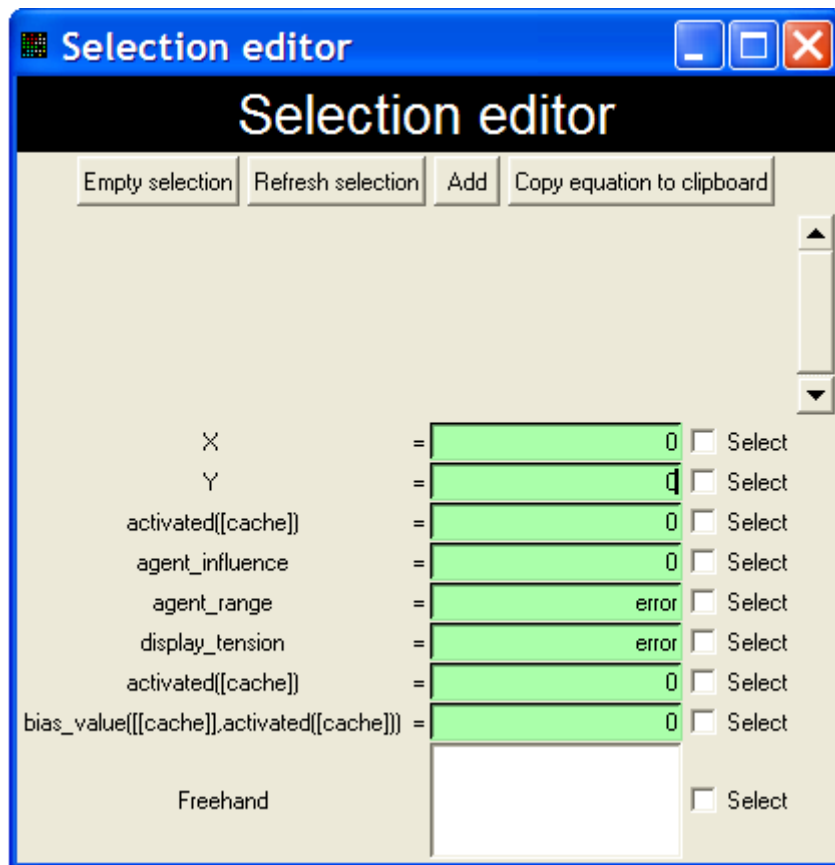 Selection editor
Selection editor
Empty selection Refresh selection Add Copy equation to clipboard
X = 0 Select
Y = 0 Select
activated([cache]) = 0 Select
agent_influence = 0 Select
agent_range = error Select
display_tension = error Select
activated([cache]) = 0 Select
bias_value([[cache]],activated([cache])) = 0 Select
Freehand Select